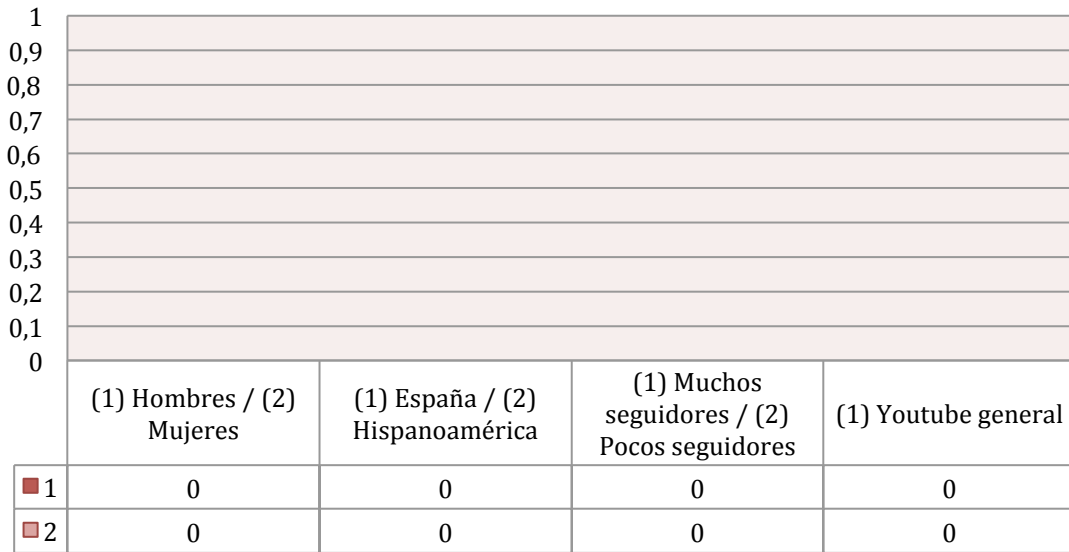 1
0,9
0,8
0,7
0,6
0,5
0,4
0,3
0,2
0,1
0
(1) Hombres / (2)
Mujeres
(1) España / (2)
Hispanoamérica
(1) Muchos
seguidores / (2)
Pocos seguidores
(1) Youtube general
1 0 0 0 0
2 0 0 0 0